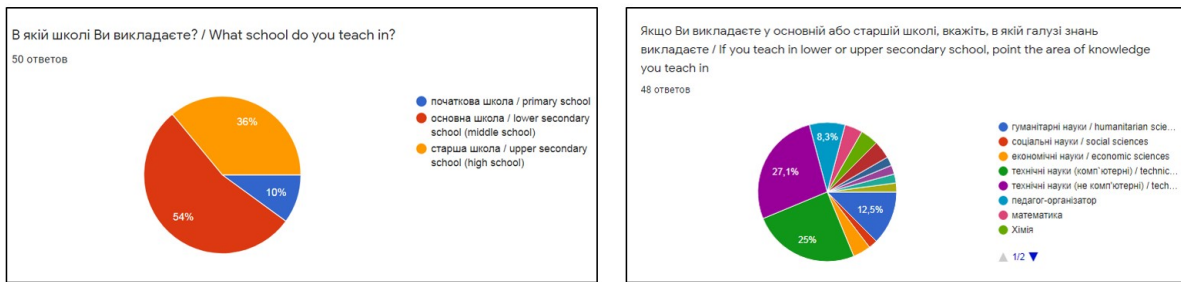 В якій школі Ви викладаєте? / What school do you teach in?
50 ответов
36%
10%
54%
початкова школа / primary school
основна школа / lower secondary
school (middle school)
старша школа / upper secondary
school (high school)
Якщо Ви викладаєте у основній або старшій школі, вкажіть, в якій галузі знань
викладаєте / If you teach in lower or upper secondary school, point the area of knowledge
you teach in
48 ответов
8,3%
27,1%
12,5%
25%
гуманітарні науки / humanitarian scie...
соціальні науки / social sciences
економічні науки / economic sciences
технічні науки (комп'ютерні) / technic...
технічні науки (не комп'ютерні) / tech...
педагог-організатор
математика
Хімія
1/2